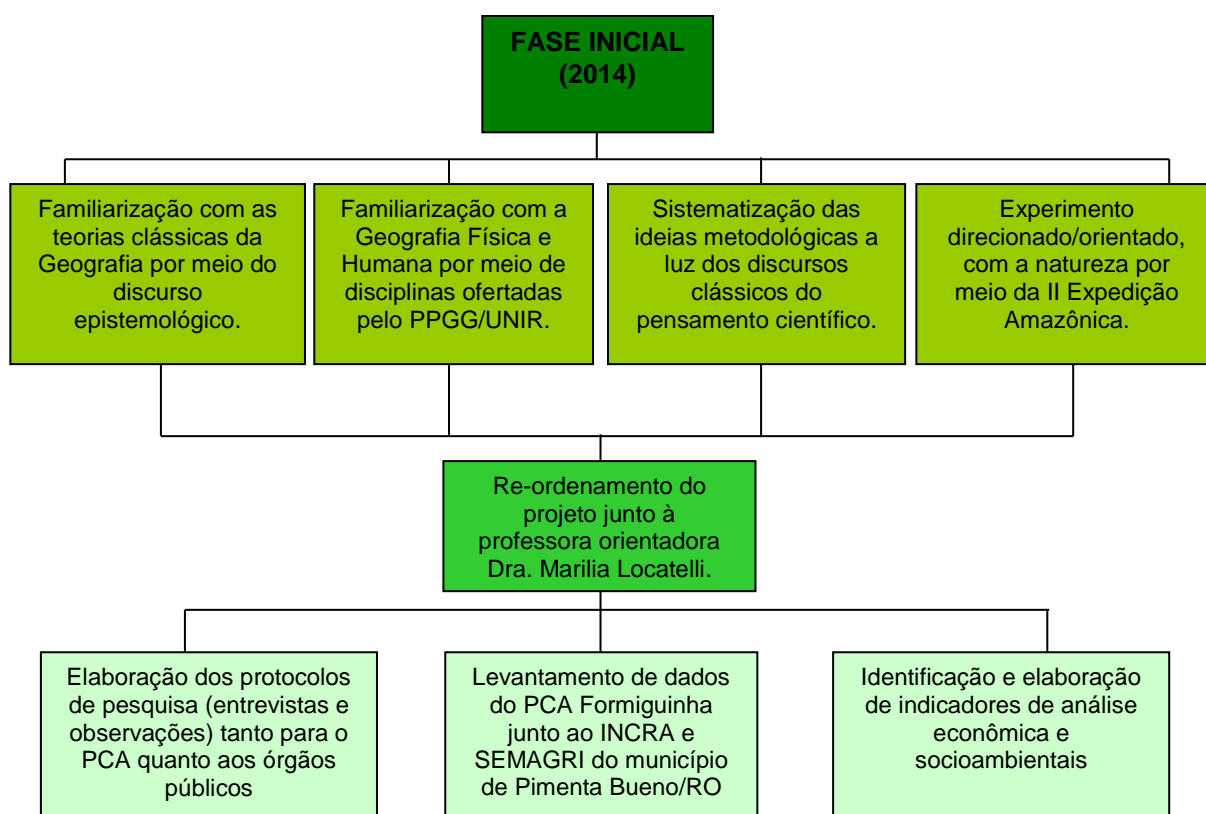 FASE INICIAL
(2014)
Familiarização com as
teorias clássicas da
Geografia por meio do
discurso
epistemológico.
Familiarização com a
Geografia Física e
Humana por meio de
disciplinas ofertadas
pelo PPGG/UNIR.
Sistematização das
ideias metodológicas a
luz dos discursos
clássicos do
pensamento científico.
Experimento
direcionado/orientado,
com a natureza por
meio da II Expedição
Amazônica.
Re-ordenamento do
projeto junto à
professora orientadora
Dra. Marilia Locatelli.
Elaboração dos protocolos
de pesquisa (entrevistas e
observações) tanto para o
PCA quanto aos órgãos
públicos
Levantamento de dados
do PCA Formiguinha
junto ao INCRA e
SEMAGRI do município
de Pimenta Bueno/RO
Identificação e elaboração
de indicadores de análise
econômica e
socioambientais